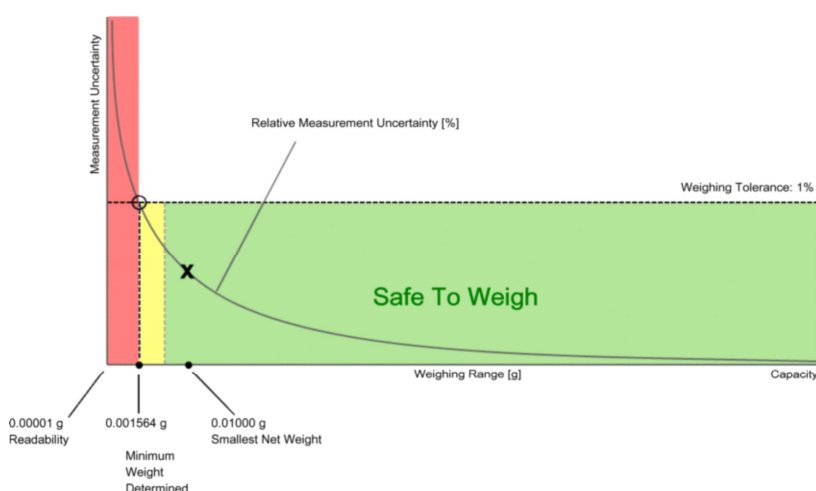 Measurement Uncertainty
Relative Measurement Uncertainty [%]
Weighing Tolerance: 1%
x
Safe To Weigh
Weighing Range [g]
Capacity
0.00001 g
Readability
0.001564 g
Minimum
Weight
Determined
0.01000 g
Smallest Net Weight